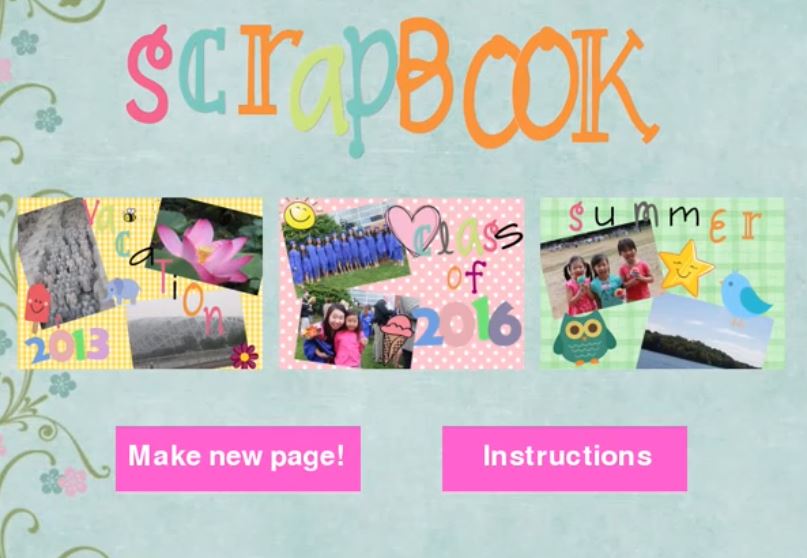 scrapBOOK
VacaTiOn
2013
class
of
2016
summer
Make new page!
Instructions